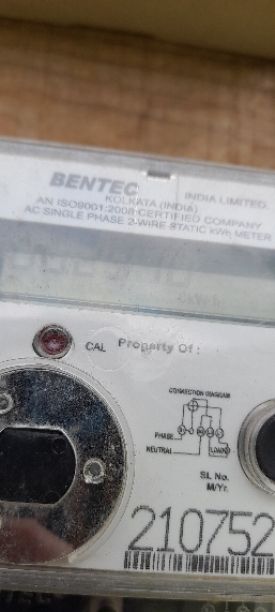 BENTEC INDIA LIMITED,
KOLKATA (INDIA)
AN ISO9001:2008 CERTIFIED COMPANY
AC SINGLE PHASE 2-WIRE STATIC kWh METER
CAL Property Of :
CONNECTION DIAGRAM
PHASE
NEUTRAL
LOAD
SL No.
M/Yr.
210752